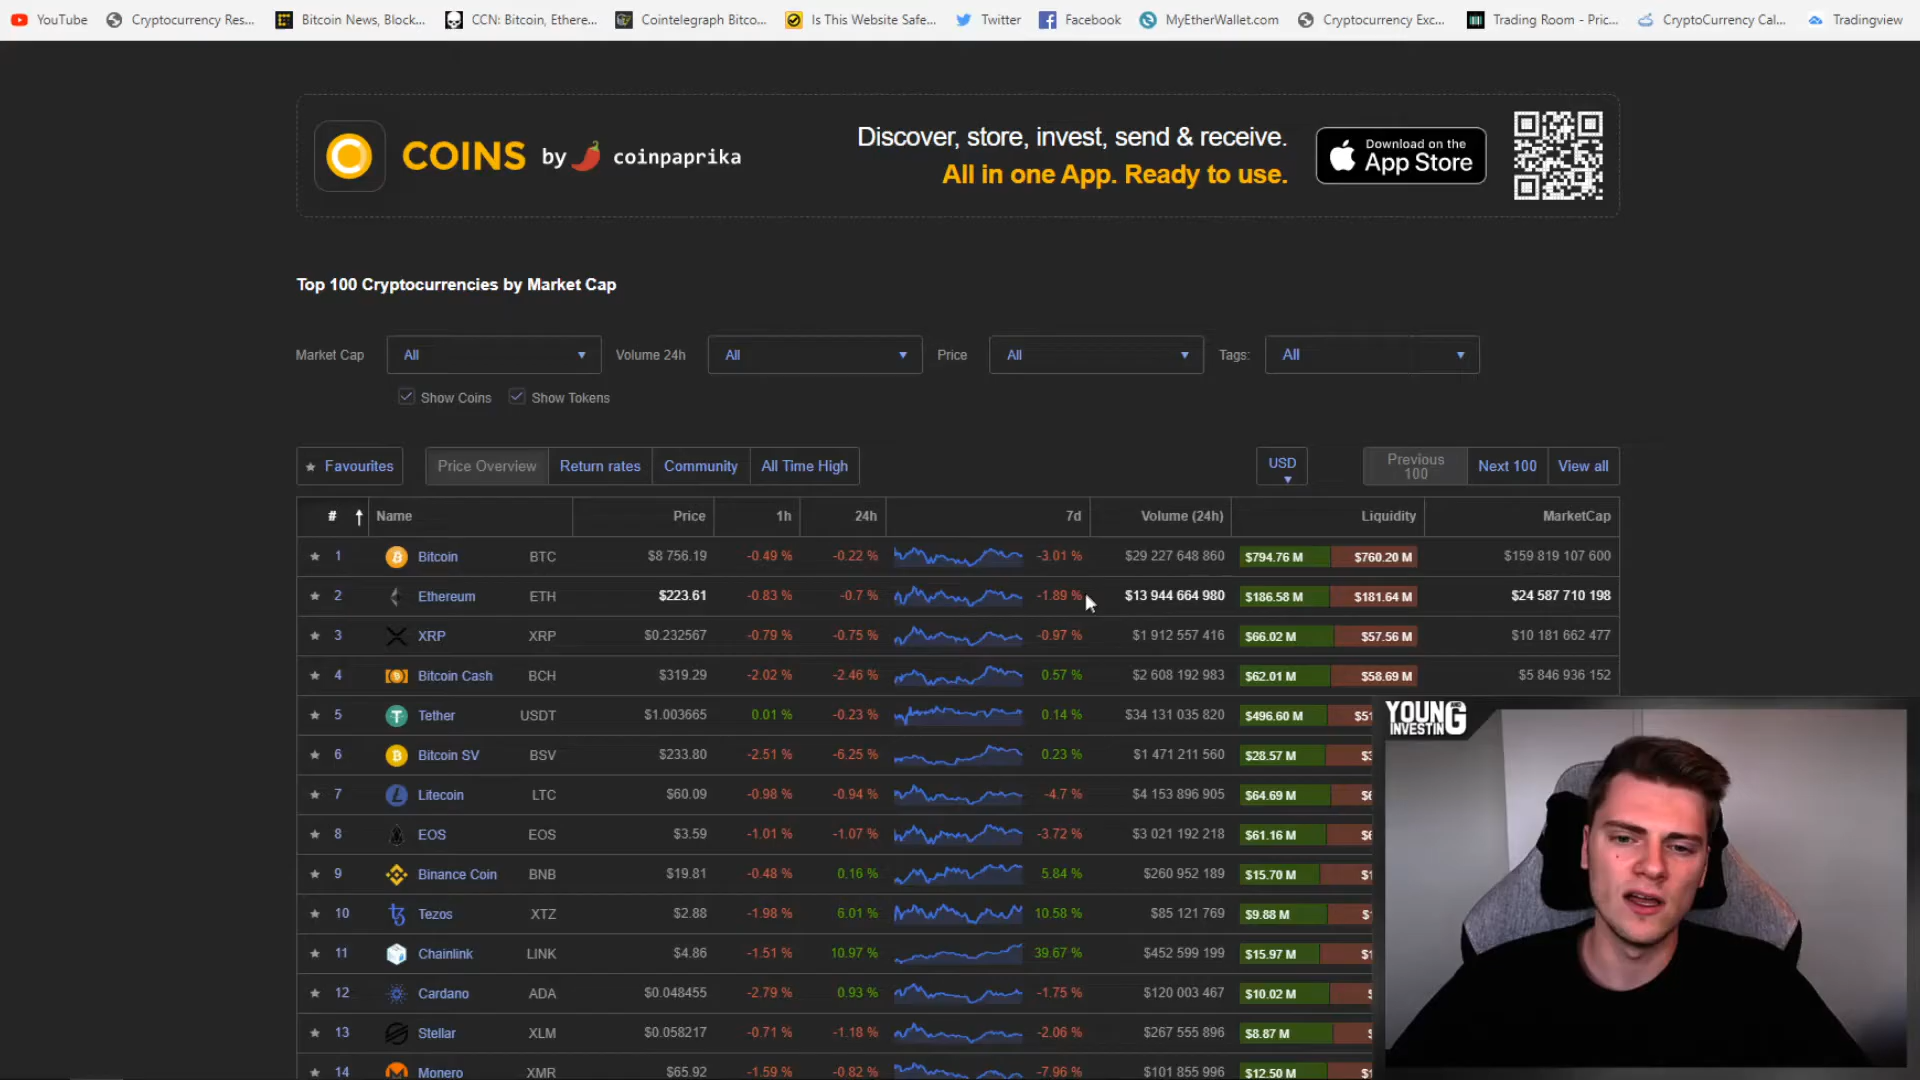 YouTube Cryptocurrency Res... Bitcoin News, Block... CCN: Bitcoin, Ethere... Cointelegraph Bitco... Is This Website Safe... Twitter Facebook MyEtherWallet.com Cryptocurrency Exc... Trading Room - Pric... CryptoCurrency Cal... Tradingview
COINS by coinpaprika
Discover, store, invest, send & receive.
All in one App. Ready to use.
Download on the
App Store
Top 100 Cryptocurrencies by Market Cap
Market Cap All Volume 24h All Price All Tags: All
Show Coins Show Tokens
Favourites Price Overview Return rates Community All Time High USD Previous 100 Next 100 View all
# Name Price 1h 24h 7d Volume (24h) Liquidity MarketCap
1 Bitcoin BTC $8 756.19 -0.49 % -0.22 % -3.01 % $29 227 648 860 $794.76 M $760.20 M $159 819 107 600
2 Ethereum ETH $223.61 -0.83 % -0.7 % -1.89 % $13 944 664 980 $186.58 M $181.64 M $24 587 710 198
3 XRP XRP $0.232567 -0.79 % -0.75 % -0.97 % $1 912 557 416 $66.02 M $57.56 M $10 181 662 477
4 Bitcoin Cash BCH $319.29 -2.02 % -2.46 % 0.57 % $2 608 192 983 $62.01 M $58.69 M $5 846 936 152
5 Tether USDT $1.003665 0.01 % -0.23 % 0.14 % $34 131 035 820 $496.60 M $51
6 Bitcoin SV BSV $233.80 -2.51 % -6.25 % 0.23 % $1 471 211 560 $28.57 M
7 Litecoin LTC $60.09 -0.98 % -0.94 % -4.7 % $4 153 896 905 $64.69 M
8 EOS EOS $3.59 -1.01 % -1.07 % -3.72 % $3 021 192 218 $61.16 M
9 Binance Coin BNB $19.81 -0.48 % 0.16 % 5.84 % $260 952 189 $15.70 M
10 Tezos XTZ $2.88 -1.98 % 6.01 % 10.58 % $85 121 769 $9.88 M
11 Chainlink LINK $4.86 -1.51 % 10.97 % 39.67 % $452 599 199 $15.97 M
12 Cardano ADA $0.048455 -2.79 % 0.93 % -1.75 % $120 003 467 $10.02 M
13 Stellar XLM $0.058217 -0.71 % -1.18 % -2.06 % $267 555 896 $8.87 M
14 Monero XMR $65.92 -1.59 % -0.82 % -7.96 % $101 855 996 $12.50 M
YOUNG
INVESTING